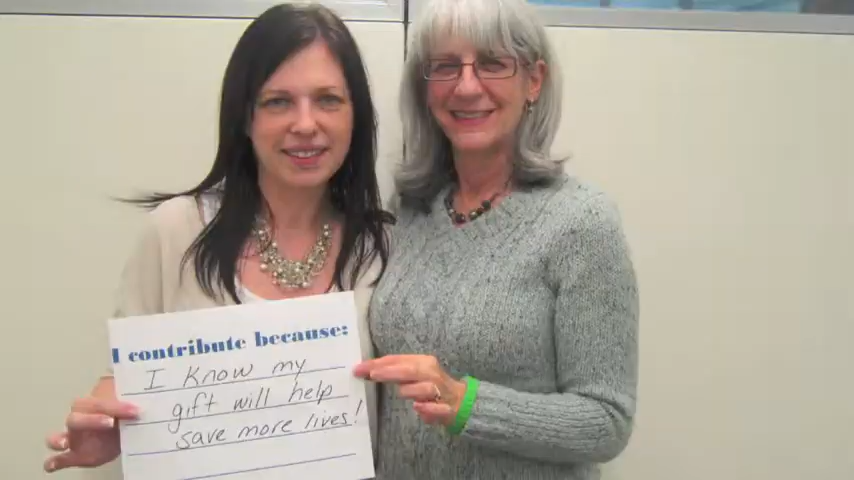 I contribute because:
I know my
gift will help
save more lives!